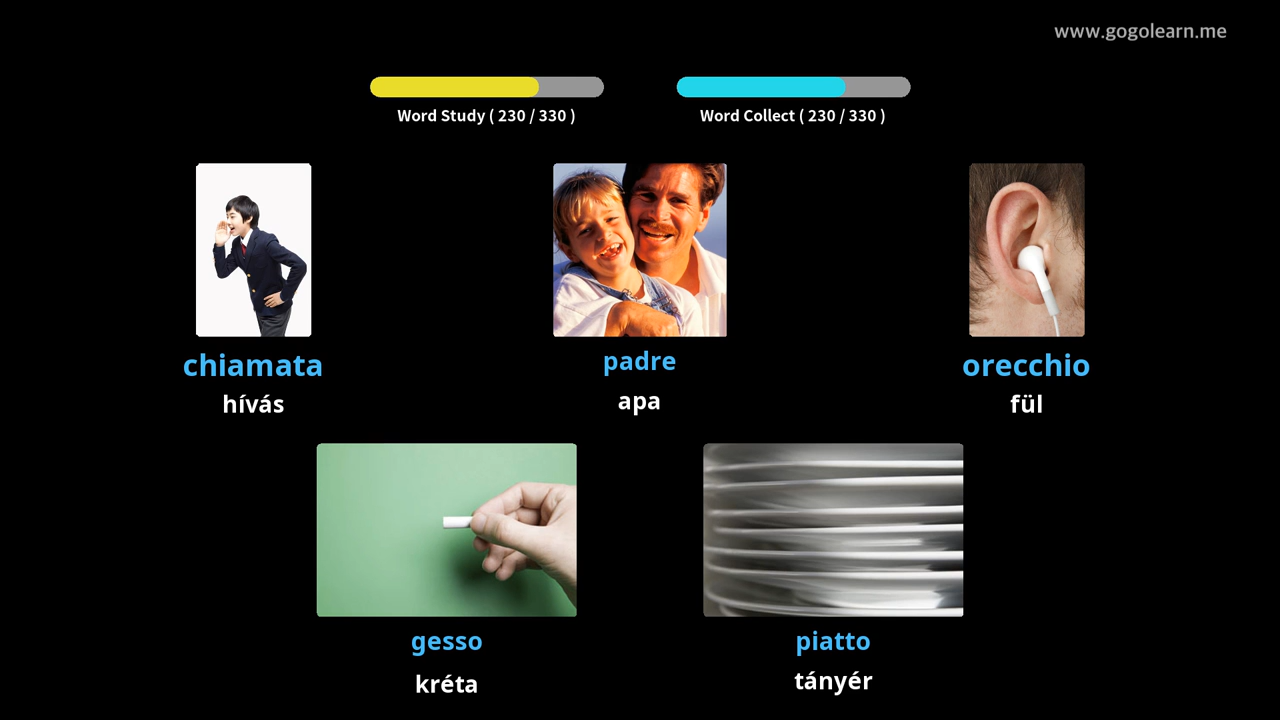 www.gogolearn.me
Word Study ( 230 / 330 )
Word Collect ( 230 / 330 )
chiamata
hívás
padre
apa
orecchio
fül
gesso
kréta
piatto
tányér